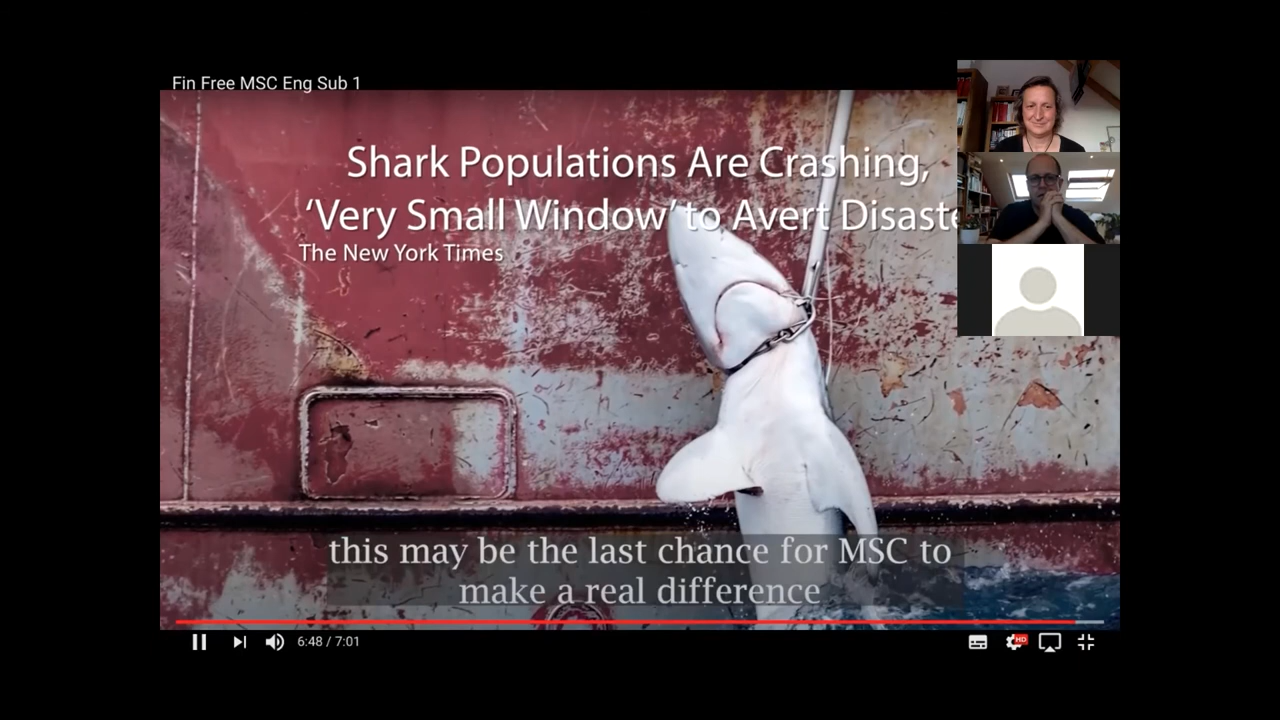 Fin Free MSC Eng Sub 1
Shark Populations Are Crashing,
‘Very Small Window’ to Avert Disaste
The New York Times
this may be the last chance for MSC to
make a real difference
6:48 / 7:01
HD